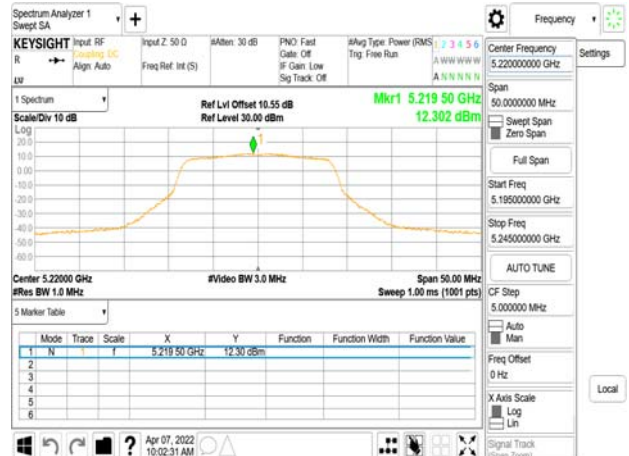 Spectrum Analyzer 1
Swept SA
+
Frequency
KEYSIGHT
R
Input: RF
Coupling: DC
Align: Auto
Input Z: 50 Ω
Freq Ref: Int (S)
#Atten: 30 dB
PNO: Fast
Gate: Off
IF Gain: Low
Sig Track: Off
#Avg Type: Power (RMS
Trig: Free Run
1 2 3 4 5 6
A W W W W W
A N N N N N
Settings
Center Frequency
5.220000000 GHz
Span
50.0000000 MHz
Swept Span
Zero Span
Full Span
Start Freq
5.195000000 GHz
Stop Freq
5.245000000 GHz
AUTO TUNE
CF Step
5.000000 MHz
Auto
Man
Freq Offset
0 Hz
X Axis Scale
Log
Lin
Signal Track
(Span Zoom)
Local
1 Spectrum
Scale/Div 10 dB
Ref Lvl Offset 10.55 dB
Ref Level 30.00 dBm
Mkr1 5.219 50 GHz
12.302 dBm
Log
20.0
10.0
0.00
-10.0
-20.0
-30.0
-40.0
-50.0
-60.0
1
Center 5.22000 GHz
#Res BW 1.0 MHz
#Video BW 3.0 MHz
Span 50.00 MHz
Sweep 1.00 ms (1001 pts)
5 Marker Table
Mode Trace Scale X Y Function Function Width Function Value
1 N 1 f 5.219 50 GHz 12.30 dBm
2
3
4
5
6
?
Apr 07, 2022
10:02:31 AM